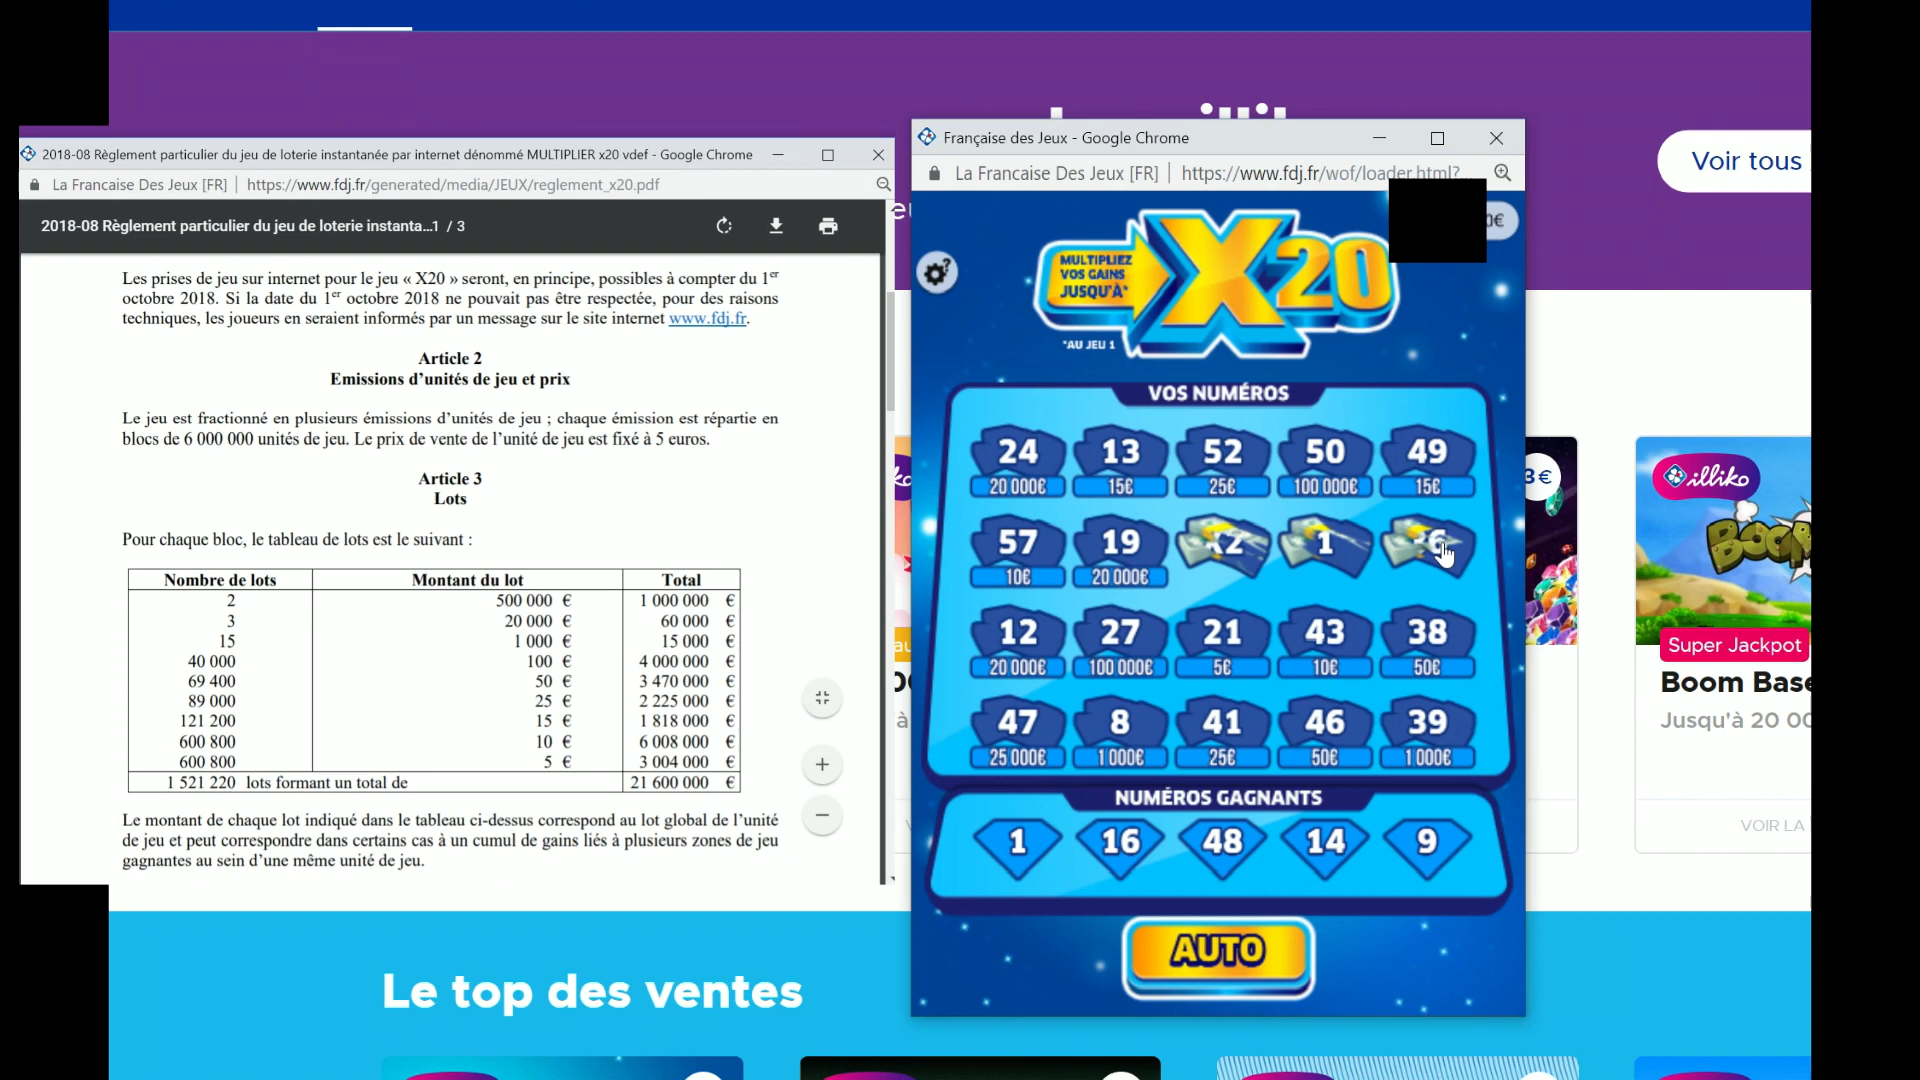 Voir tous
2018-08 Règlement particulier du jeu de loterie instantanée par internet dénommé MULTIPLIER x20 vdef - Google Chrome
La Francaise Des Jeux [FR] | https://www.fdj.fr/generated/media/JEUX/reglement_x20.pdf
2018-08 Règlement particulier du jeu de loterie instanta...1 / 3
Les prises de jeu sur internet pour le jeu « X20 » seront, en principe, possibles à compter du 1er
octobre 2018. Si la date du 1er octobre 2018 ne pouvait pas être respectée, pour des raisons
techniques, les joueurs en seraient informés par un message sur le site internet www.fdj.fr.
Article 2
Emissions d'unités de jeu et prix
Le jeu est fractionné en plusieurs émissions d'unités de jeu ; chaque émission est répartie en
blocs de 6 000 000 unités de jeu. Le prix de vente de l'unité de jeu est fixé à 5 euros.
Article 3
Lots
Pour chaque bloc, le tableau de lots est le suivant :
Nombre de lots Montant du lot Total
2 500 000 € 1 000 000 €
3 20 000 € 60 000 €
15 1 000 € 15 000 €
40 000 100 € 4 000 000 €
69 400 50 € 3 470 000 €
89 000 25 € 2 225 000 €
121 200 15 € 1 818 000 €
600 800 10 € 6 008 000 €
600 800 5 € 3 004 000 €
1 521 220 lots formant un total de 21 600 000 €
Le montant de chaque lot indiqué dans le tableau ci-dessus correspond au lot global de l'unité
de jeu et peut correspondre dans certains cas à un cumul de gains liés à plusieurs zones de jeu
gagnantes au sein d'une même unité de jeu.
Française des Jeux - Google Chrome
La Francaise Des Jeux [FR] | https://www.fdj.fr/wof/loader.html?...
0€
MULTIPLIEZ
VOS GAINS
JUSQU'À*
X20
*AU JEU 1
VOS NUMÉROS
24 13 52 50 49
20 000€ 15€ 25€ 100 000€ 15€
57 19 1
10€ 20 000€
12 27 21 43 38
20 000€ 100 000€ 5€ 10€ 50€
47 8 41 46 39
25 000€ 1 000€ 25€ 50€ 1 000€
NUMÉROS GAGNANTS
1 16 48 14 9
AUTO
3€
illiko
BOOM
Super Jackpot
Boom Base
Jusqu'à 20 00
VOIR LA
Le top des ventes